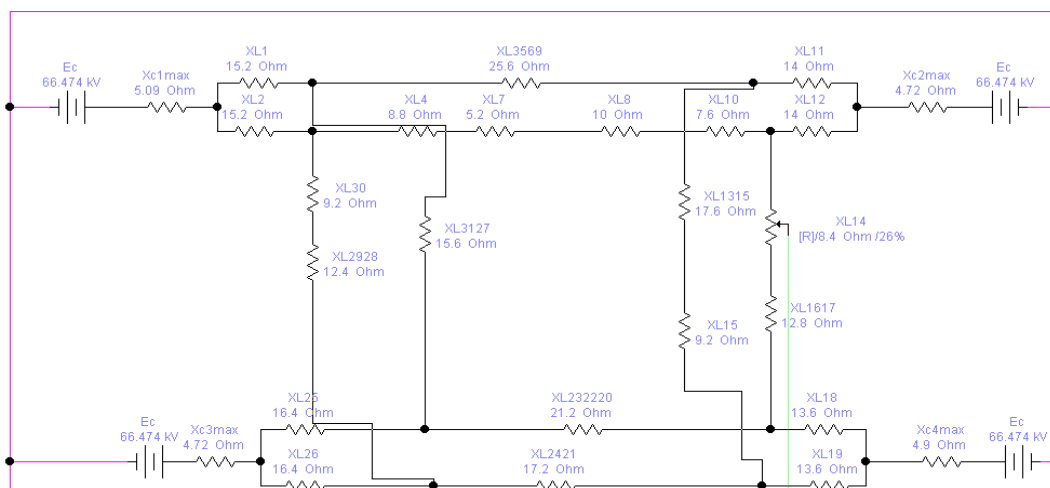 XL1
15.2 Ohm
XL3569
25.6 Ohm
XL11
14 Ohm
Ec
66.474 kV
Xc1max
5.09 Ohm
Xc2max
4.72 Ohm
Ec
66.474 kV
XL2
15.2 Ohm
XL4
8.8 Ohm
XL7
5.2 Ohm
XL8
10 Ohm
XL10
7.6 Ohm
XL12
14 Ohm
XL30
9.2 Ohm
XL3127
15.6 Ohm
XL1315
17.6 Ohm
XL14
[R]/8.4 Ohm /26%
XL2928
12.4 Ohm
XL15
9.2 Ohm
XL1617
12.8 Ohm
XL25
16.4 Ohm
XL232220
21.2 Ohm
XL18
13.6 Ohm
Ec
66.474 kV
Xc3max
4.72 Ohm
Xc4max
4.9 Ohm
Ec
66.474 kV
XL26
16.4 Ohm
XL2421
17.2 Ohm
XL19
13.6 Ohm